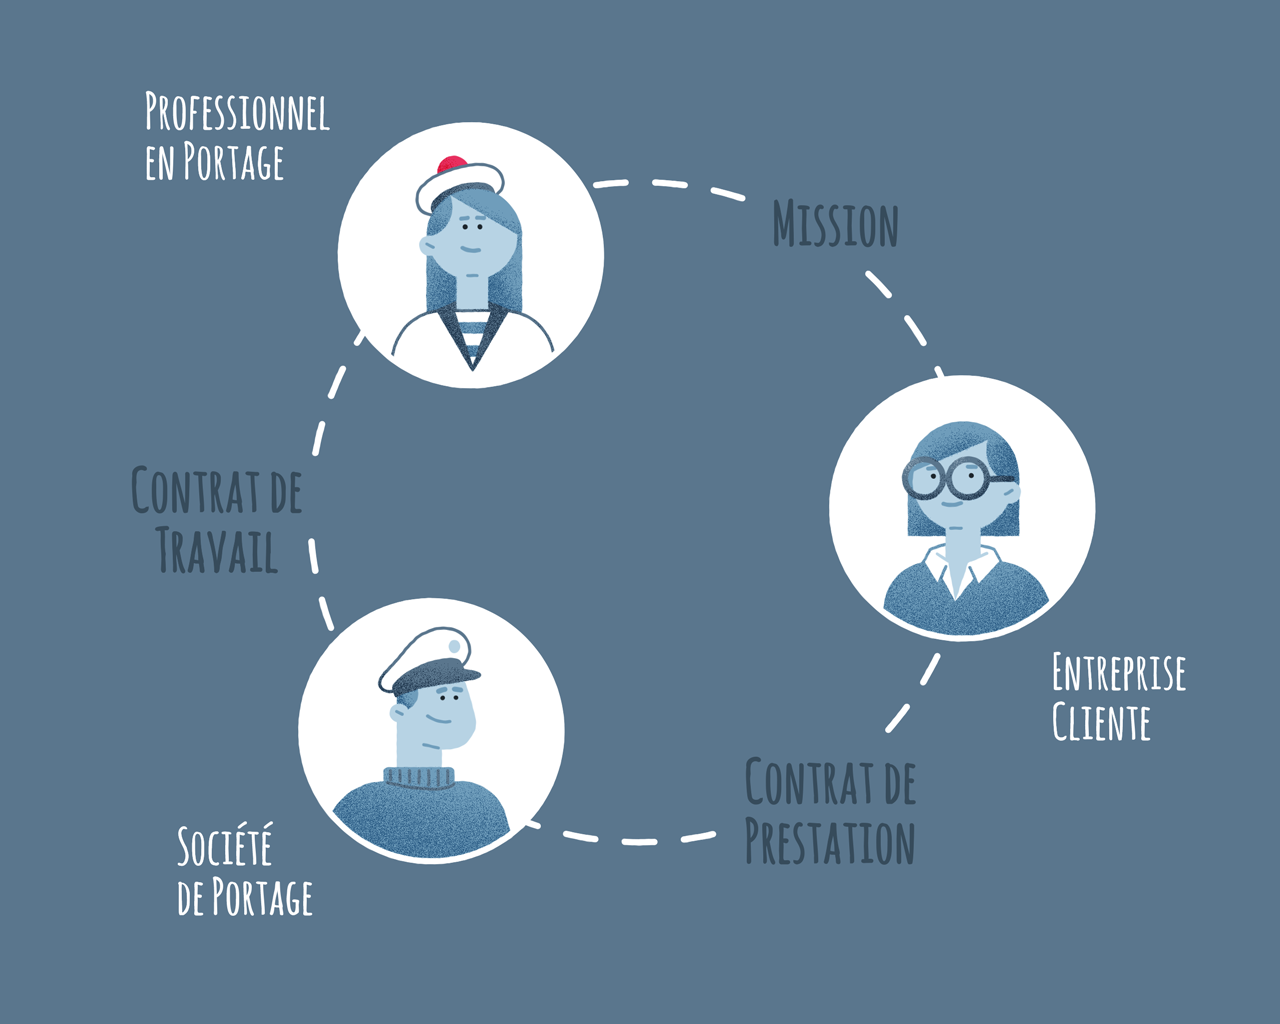 Professionnel
en Portage
Mission
Contrat de
Travail
Entreprise
Cliente
Contrat de
Prestation
Société
de Portage